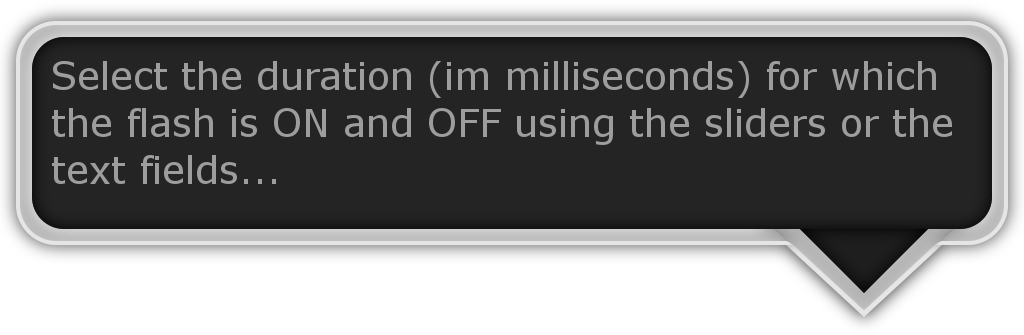 Select the duration (im milliseconds) for which
the flash is ON and OFF using the sliders or the
text fields...